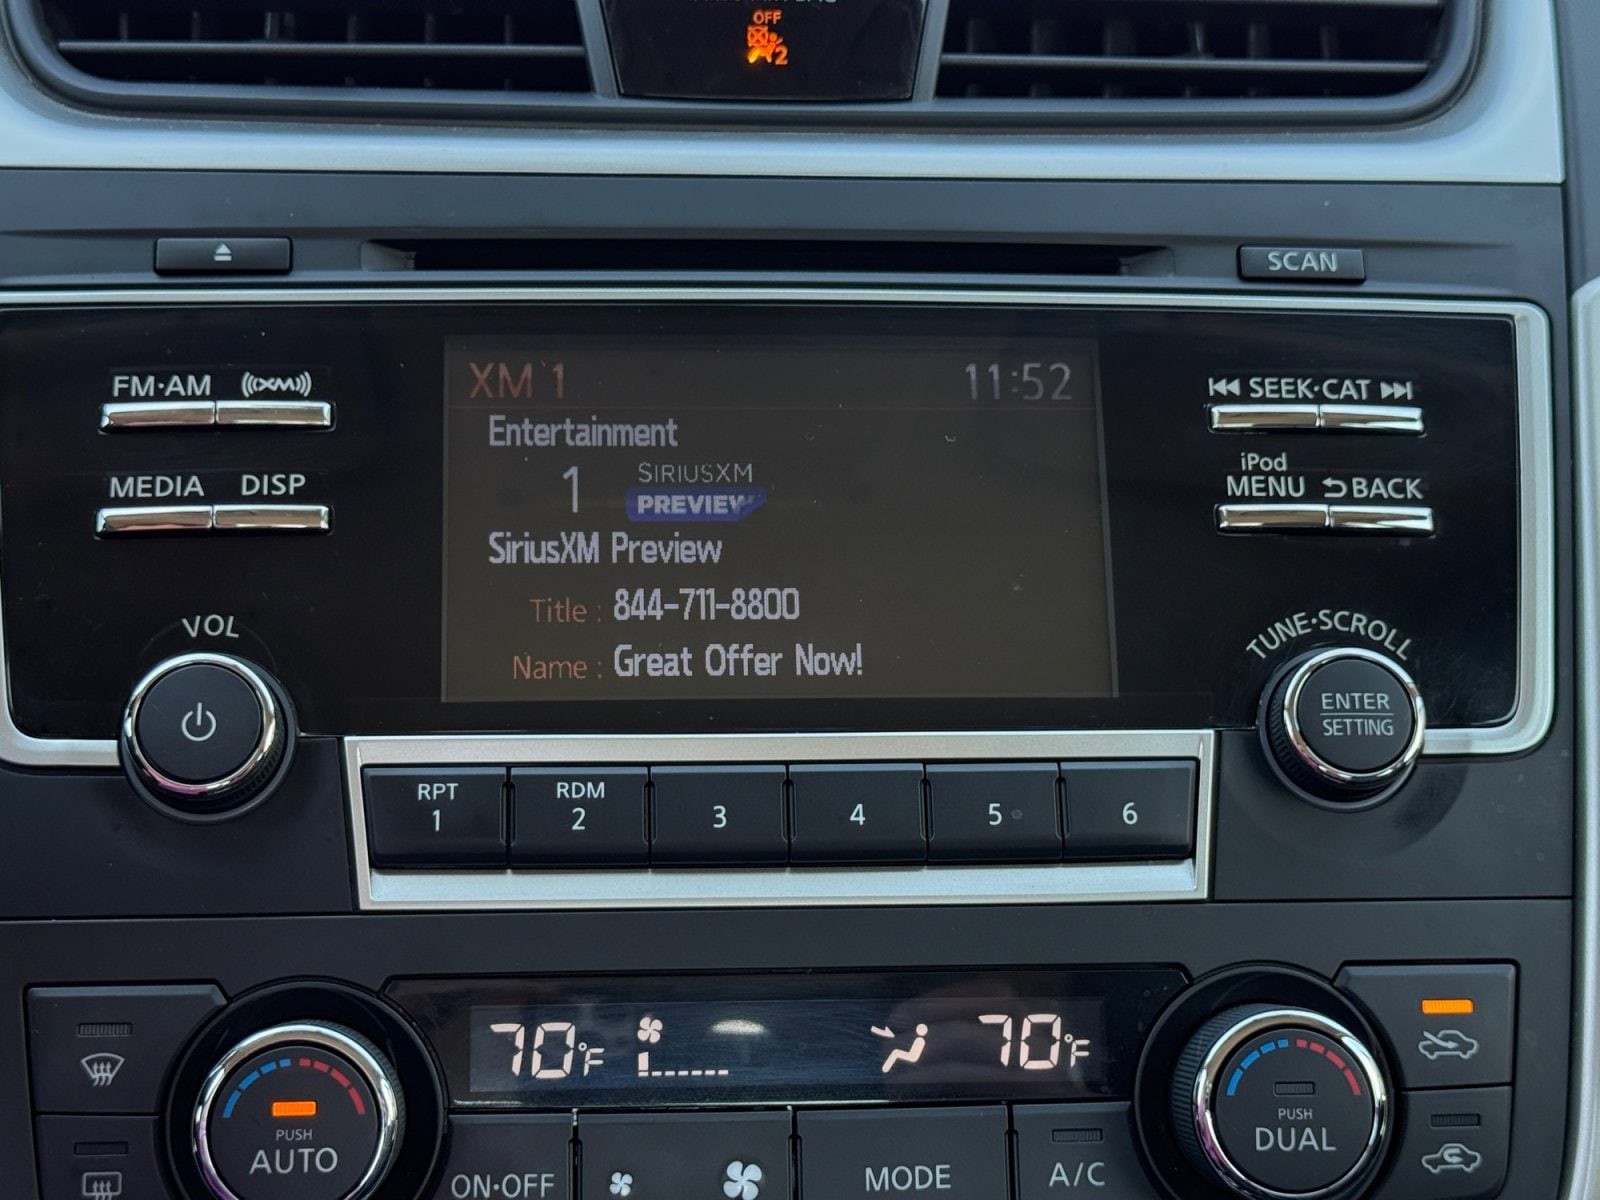 OFF
2
SCAN
FM·AM XM
SEEK·CAT
MEDIA DISP
iPod
MENU BACK
XM 1 11:52
Entertainment
1 SIRIUSXM
PREVIEW
SiriusXM Preview
Title : 844-711-8800
Name : Great Offer Now!
VOL
TUNE·SCROLL
ENTER
SETTING
RPT
1
RDM
2
3
4
5
6
70°F
70°F
PUSH
AUTO
PUSH
DUAL
ON·OFF
MODE
A/C